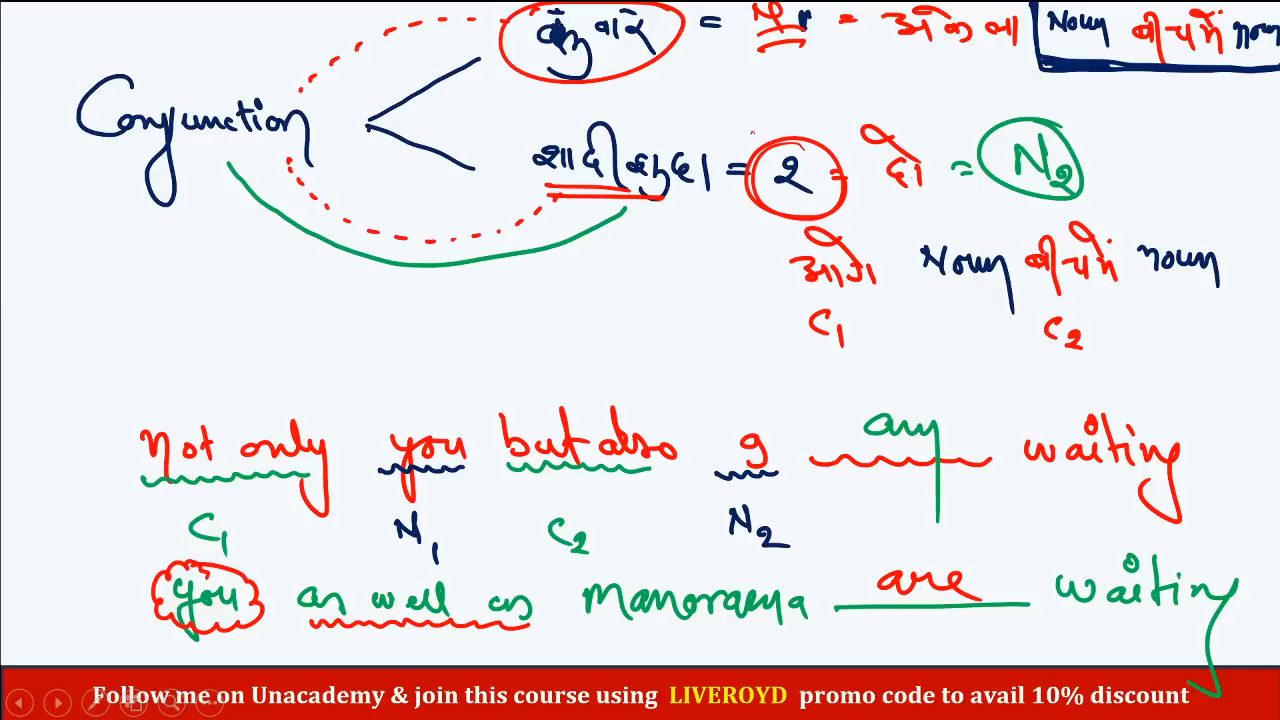 कुंवारे = N1 = अकेला Noun बीच में noun
Conjunction
शादीशुदा = 2 = दो = N2
आगे Noun बीच में noun
C1 C2
am
Not only you but also I waiting
C1 N1 C2 N2
You as well as Manorama are waiting
Follow me on Unacademy & join this course using LIVEROYD promo code to avail 10% discount